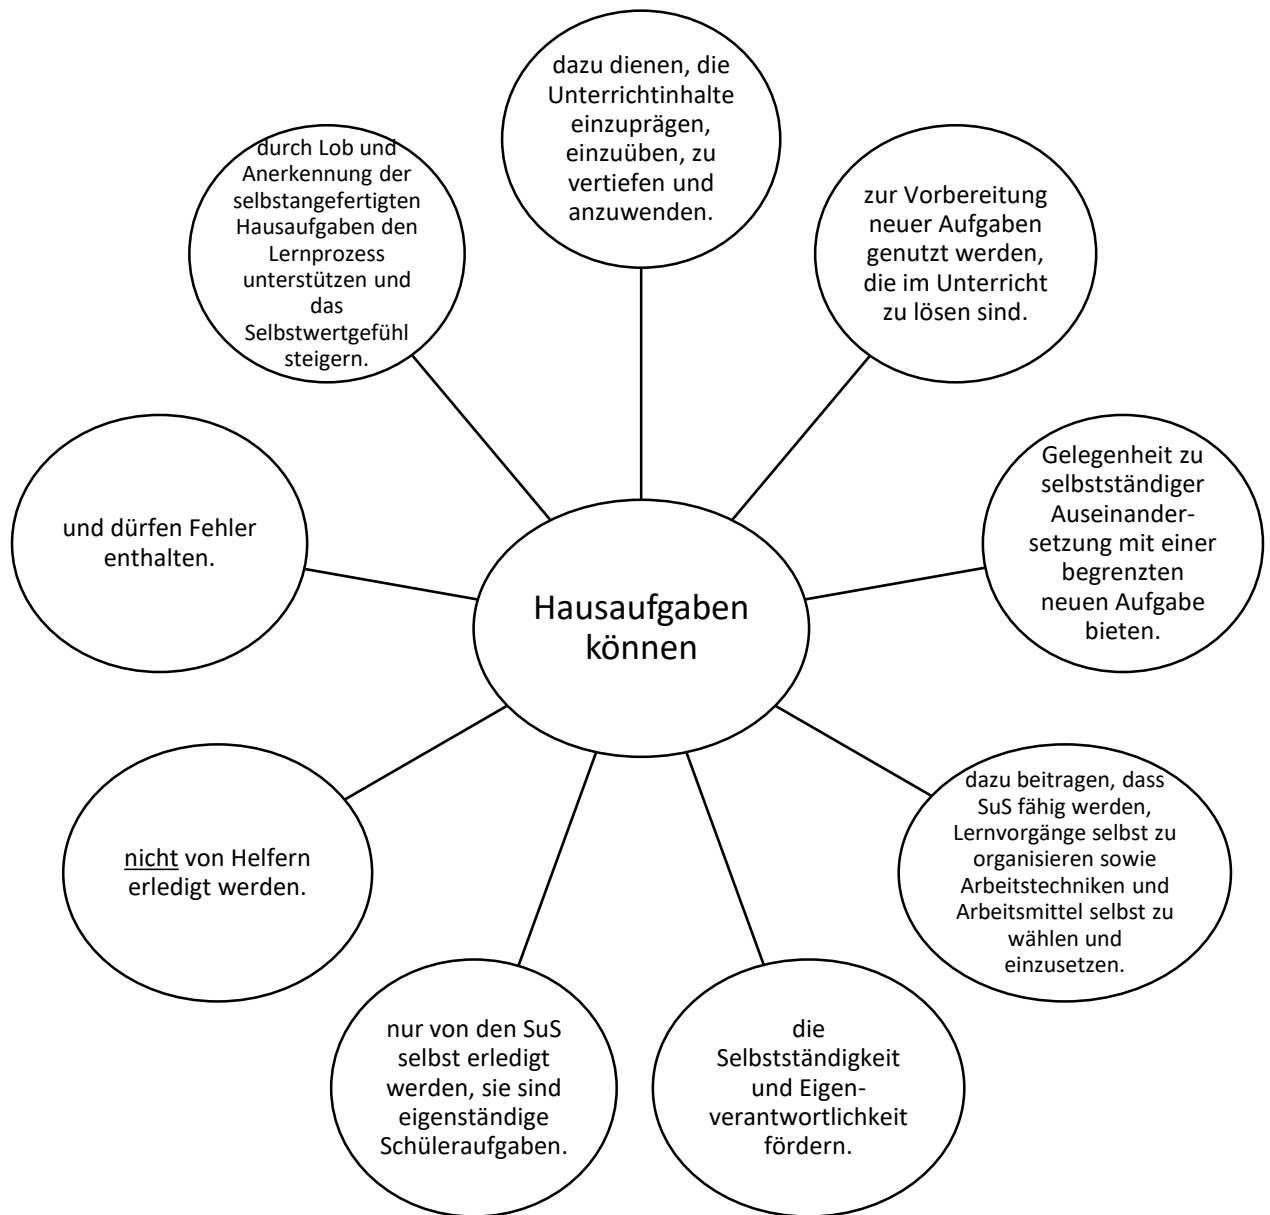 dazu dienen, die
Unterrichtinhalte
einzuprägen,
einzuüben, zu
vertiefen und
anzuwenden.
zur Vorbereitung
neuer Aufgaben
genutzt werden,
die im Unterricht
zu lösen sind.
Gelegenheit zu
selbstständiger
Auseinander-
setzung mit einer
begrenzten
neuen Aufgabe
bieten.
dazu beitragen, dass
SuS fähig werden,
Lernvorgänge selbst zu
organisieren sowie
Arbeitstechniken und
Arbeitsmittel selbst zu
wählen und
einzusetzen.
die
Selbstständigkeit
und Eigen-
verantwortlichkeit
fördern.
nur von den SuS
selbst erledigt
werden, sie sind
eigenständige
Schüleraufgaben.
nicht von Helfern
erledigt werden.
und dürfen Fehler
enthalten.
durch Lob und
Anerkennung der
selbstangefertigten
Hausaufgaben den
Lernprozess
unterstützen und
das
Selbstwertgefühl
steigern.
Hausaufgaben
können